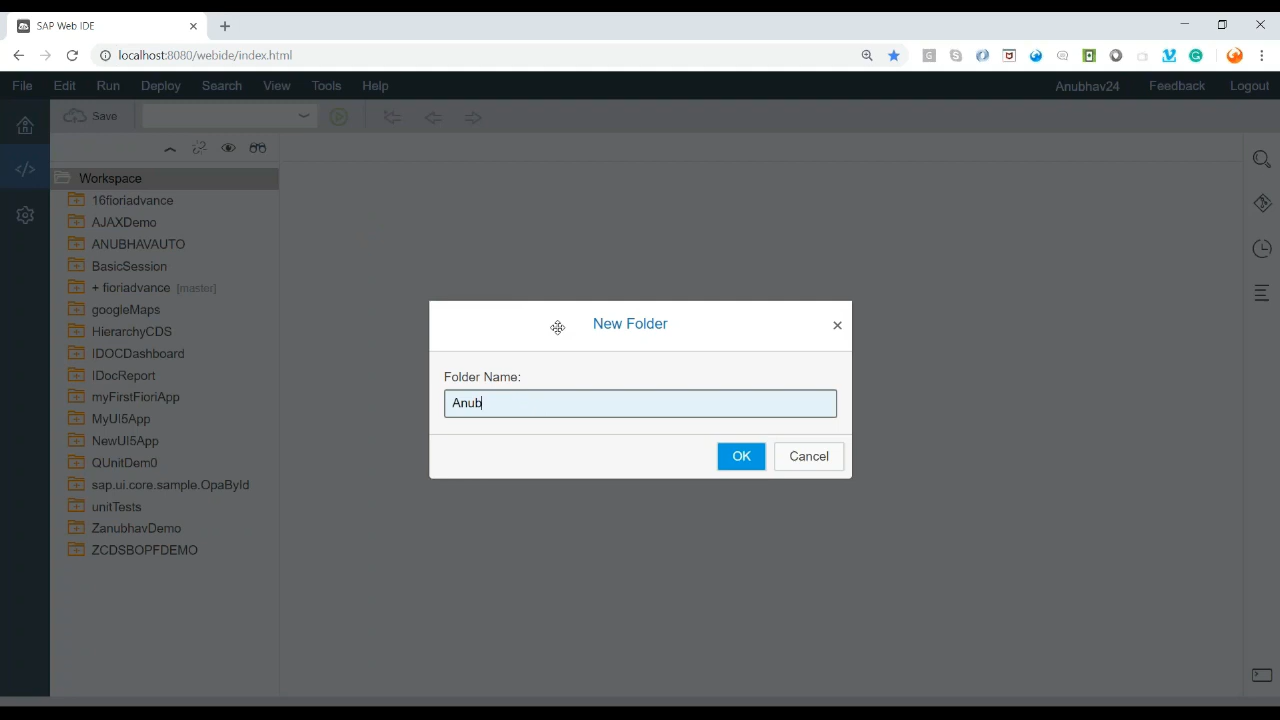 SAP Web IDE
localhost:8080/webide/index.html
File Edit Run Deploy Search View Tools Help Anubhav24 Feedback Logout
Save
Workspace
16fioriadvance
AJAXDemo
ANUBHAVAUTO
BasicSession
+ fioriadvance [master]
googleMaps
HierarchyCDS
IDOCDashboard
IDocReport
myFirstFioriApp
MyUI5App
NewUI5App
QUnitDem0
sap.ui.core.sample.OpaById
unitTests
ZanubhavDemo
ZCDSBOPFDEMO
New Folder
Folder Name:
Anub
OK Cancel